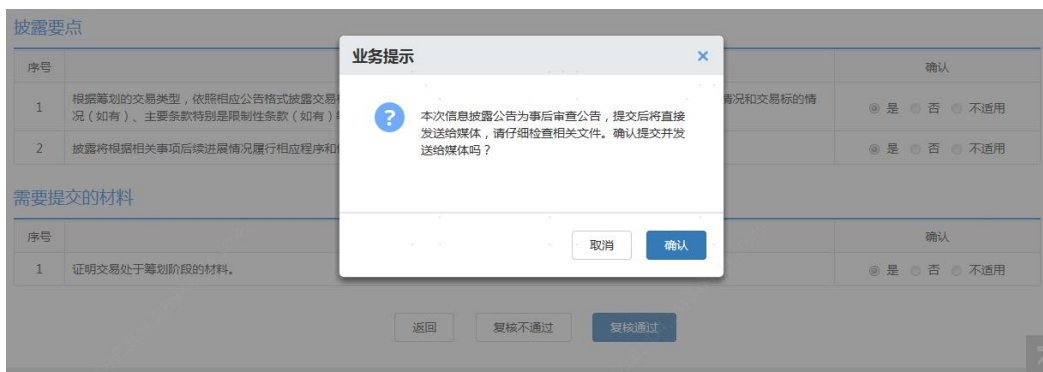 披露要点
序号
确认
1
根据筹划的交易类型，依照相应公告格式披露交易
情况和交易标的情
况（如有）、主要条款特别是限制性条款（如有）
是 否 不适用
2
披露将根据相关事项后续进展情况履行相应程序和
是 否 不适用
业务提示
×
?
本次信息披露公告为事后审查公告，提交后将直接
发送给媒体，请仔细检查相关文件。确认提交并发
送给媒体吗？
取消 确认
需要提交的材料
序号
确认
1
证明交易处于筹划阶段的材料。
是 否 不适用
返回 复核不通过 复核通过